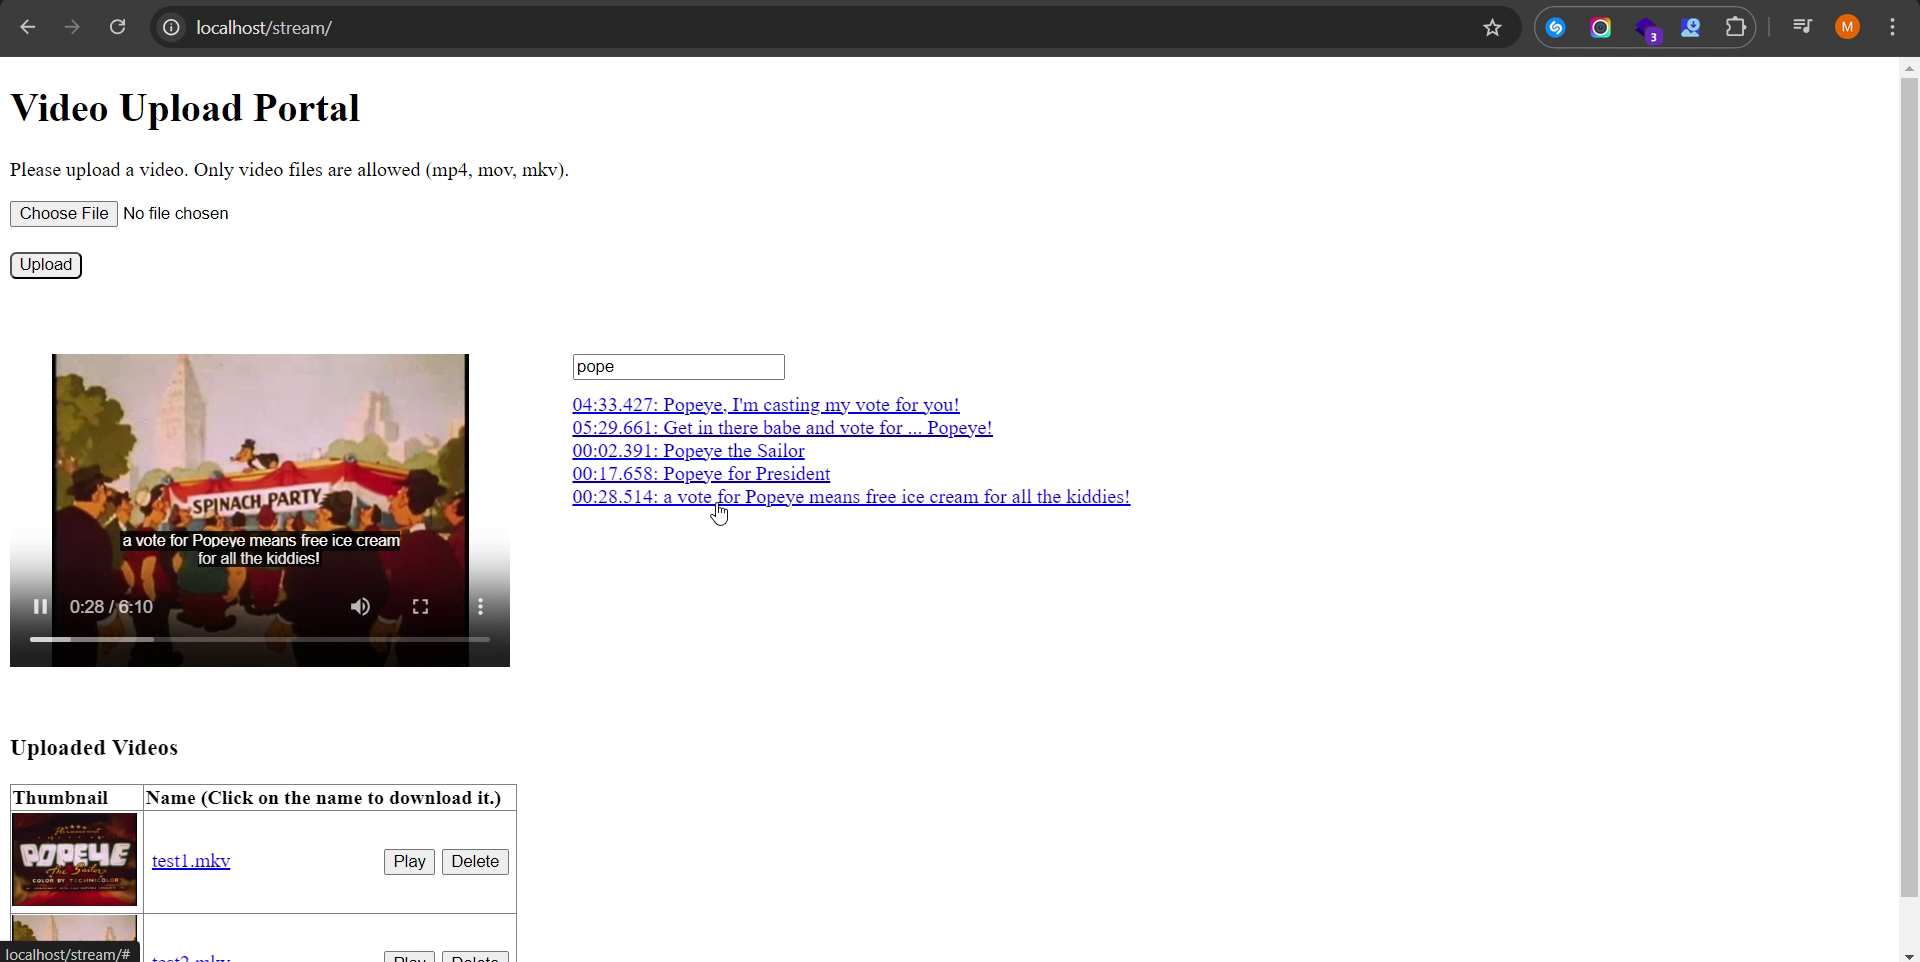 localhost/stream/
3
M
Video Upload Portal
Please upload a video. Only video files are allowed (mp4, mov, mkv).
Choose File No file chosen
Upload
SPINACH PARTY
a vote for Popeye means free ice cream
for all the kiddies!
0:28 / 6:10
pope
04:33.427: Popeye, I'm casting my vote for you!
05:29.661: Get in there babe and vote for ... Popeye!
00:02.391: Popeye the Sailor
00:17.658: Popeye for President
00:28.514: a vote for Popeye means free ice cream for all the kiddies!
Uploaded Videos
Thumbnail Name (Click on the name to download it.)
Paramount
POPEYE
The Sailor
COLOR BY TECHNICOLOR
test1.mkv Play Delete
test2.mkv Play Delete
localhost/stream/#